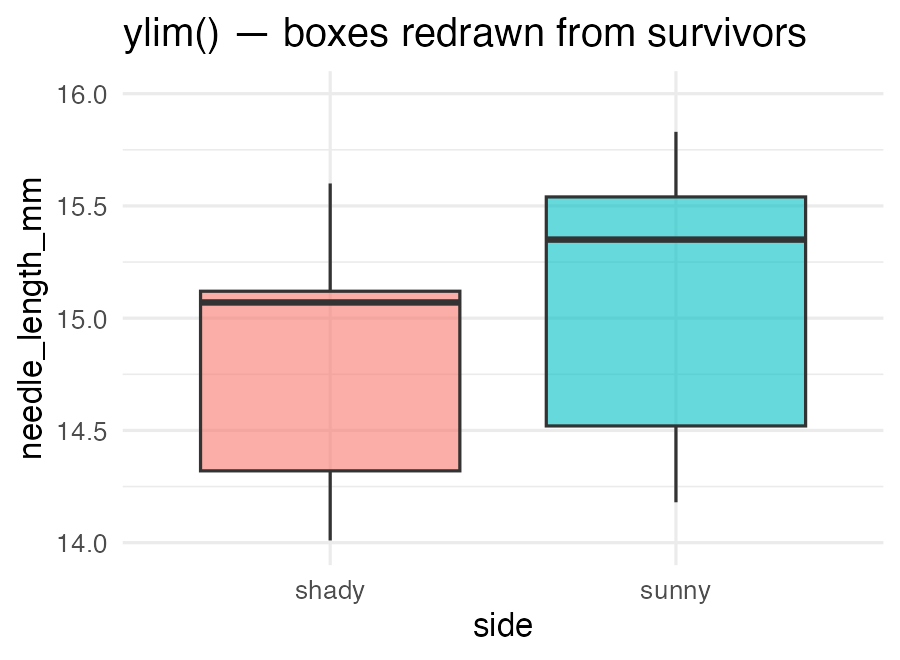 ylim() — boxes redrawn from survivors
needle_length_mm
16.0
15.5
15.0
14.5
14.0
shady
sunny
side